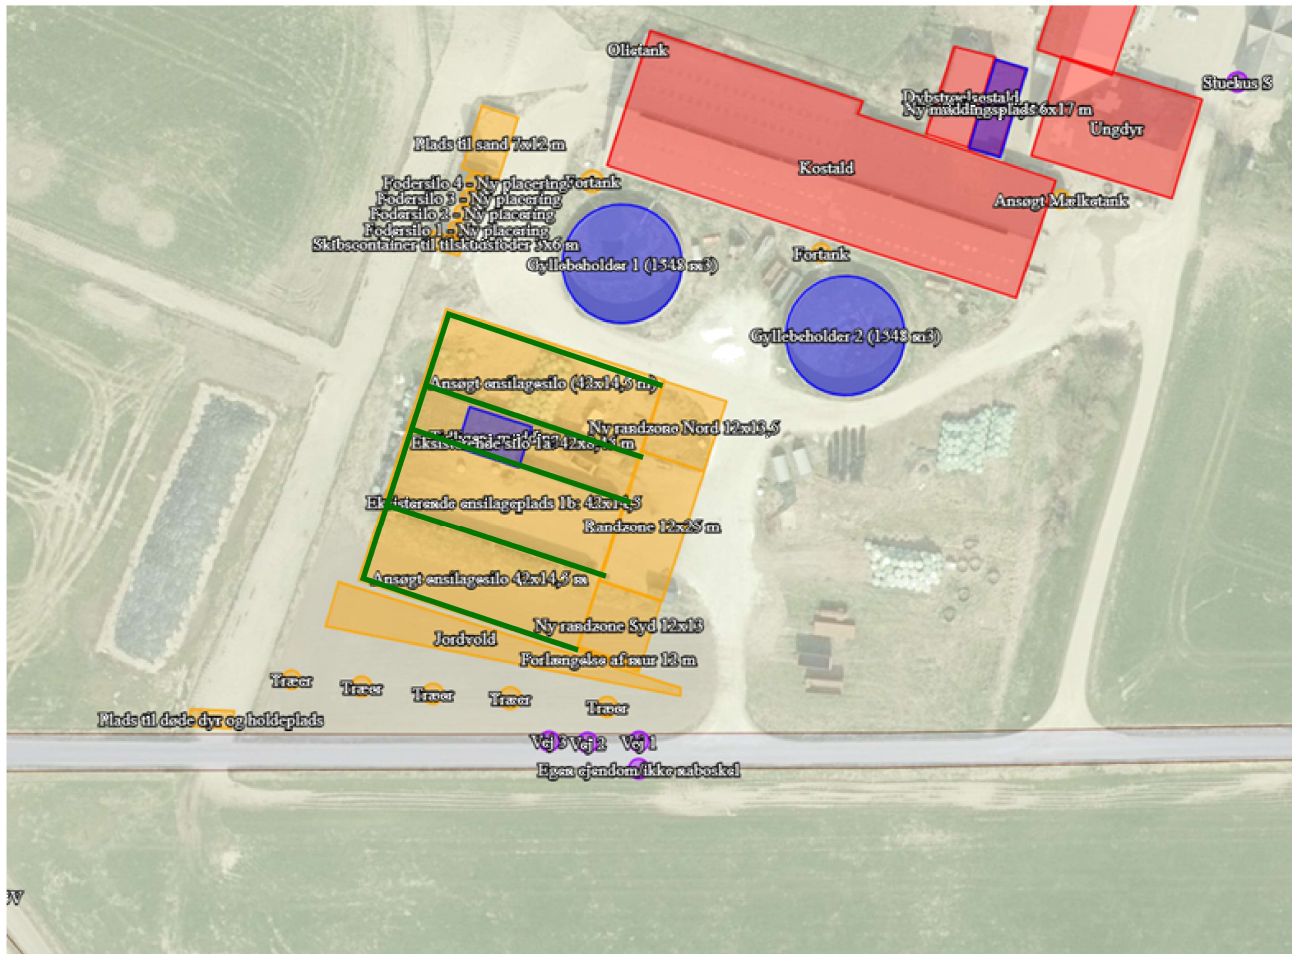 Olietank
Stuehus S
Dybstrøelsesstald
Ny møddingsplads 6x17 m
Ungdyr
Plads til sand 7x12 m
Kostald
Fodersilo 4 - Ny placering
Fortank
Fodersilo 3 - Ny placering
Ansøgt Mælketank
Fodersilo 2 - Ny placering
Fodersilo 1 - Ny placering
Skibscontainer til tilskudsfoder 3x6 m
Fortank
Gyllebeholder 1 (1548 m3)
Gyllebeholder 2 (1548 m3)
Ansøgt ensilagesilo (42x14,5 m)
Ny randzone Nord 12x13,5
Eksisterende silo 1a:
Eksisterende ensilageplads 1b: 42x14,5
Randzone 12x25 m
Ansøgt ensilagesilo 42x14,5 m
Ny randzone Syd 12x13
Jordvold
Forlængelse af mur 12 m
Træer
Træer
Træer
Træer
Træer
Plads til døde dyr og holdeplads
Vej 3
Vej 2
Vej 1
Egen ejendom/ikke naboskel